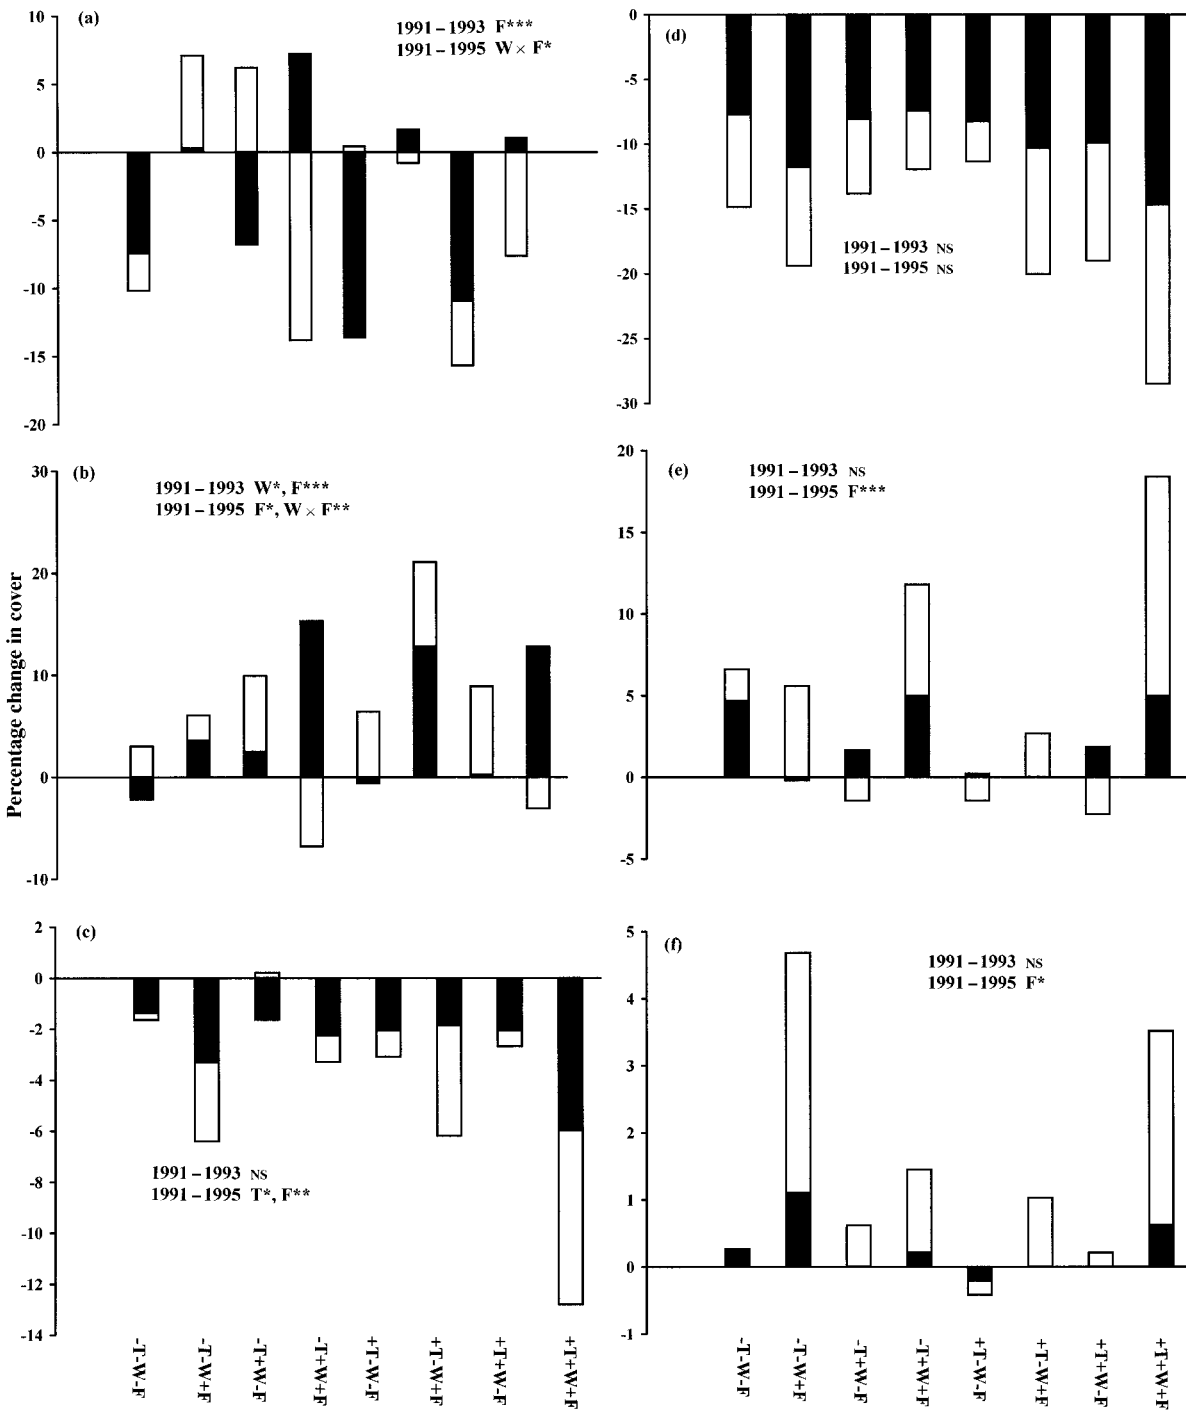 Percentage change in cover
(a)
1991–1993 F***
1991–1995 W × F*
10
5
0
-5
-10
-15
-20
(b)
1991–1993 W*, F***
1991–1995 F*, W × F**
30
20
10
0
-10
(c)
1991–1993 NS
1991–1995 T*, F**
2
0
-2
-4
-6
-8
-10
-12
-14
-T-W-F
-T-W+F
-T+W-F
-T+W+F
+T-W-F
+T-W+F
+T+W-F
+T+W+F
(d)
1991–1993 NS
1991–1995 NS
0
-5
-10
-15
-20
-25
-30
(e)
1991–1993 NS
1991–1995 F***
20
15
10
5
0
-5
(f)
1991–1993 NS
1991–1995 F*
5
4
3
2
1
0
-1
-T-W-F
-T-W+F
-T+W-F
-T+W+F
+T-W-F
+T-W+F
+T+W-F
+T+W+F